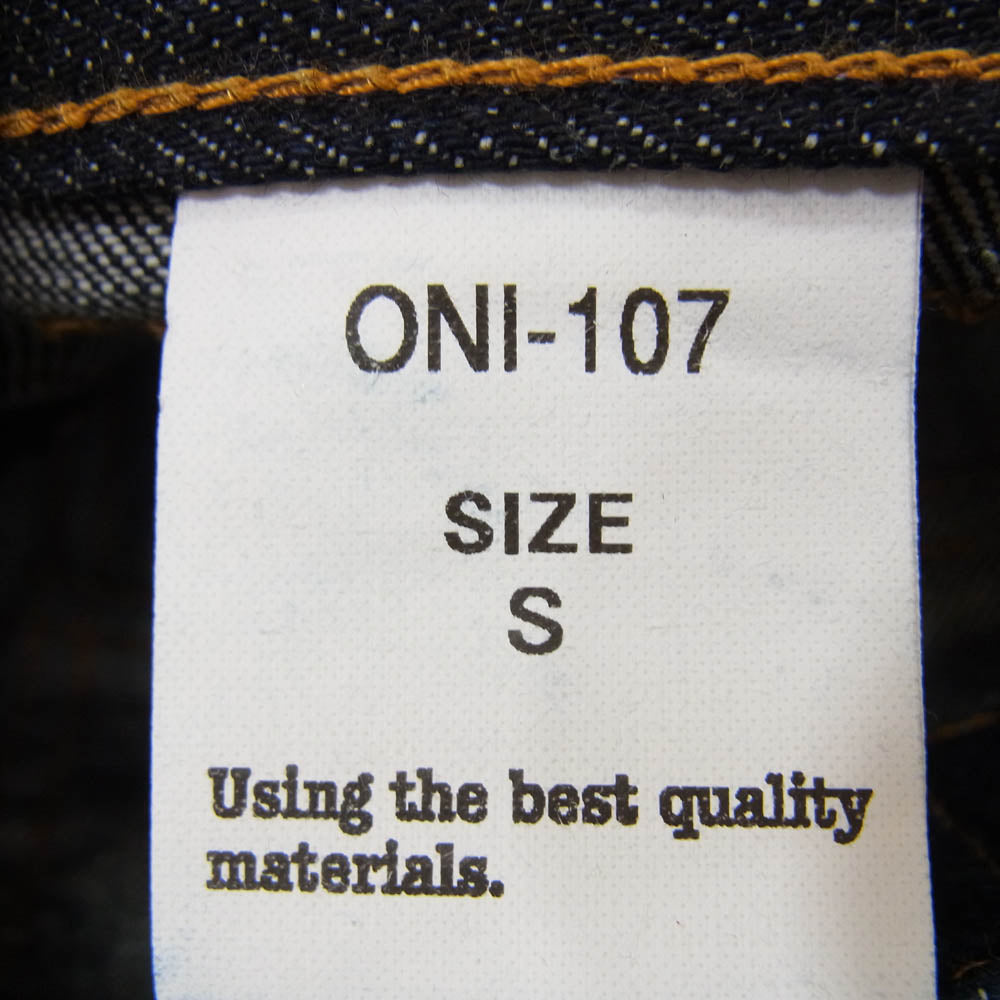 ONI-107
SIZE
S
Using the best quality
materials.